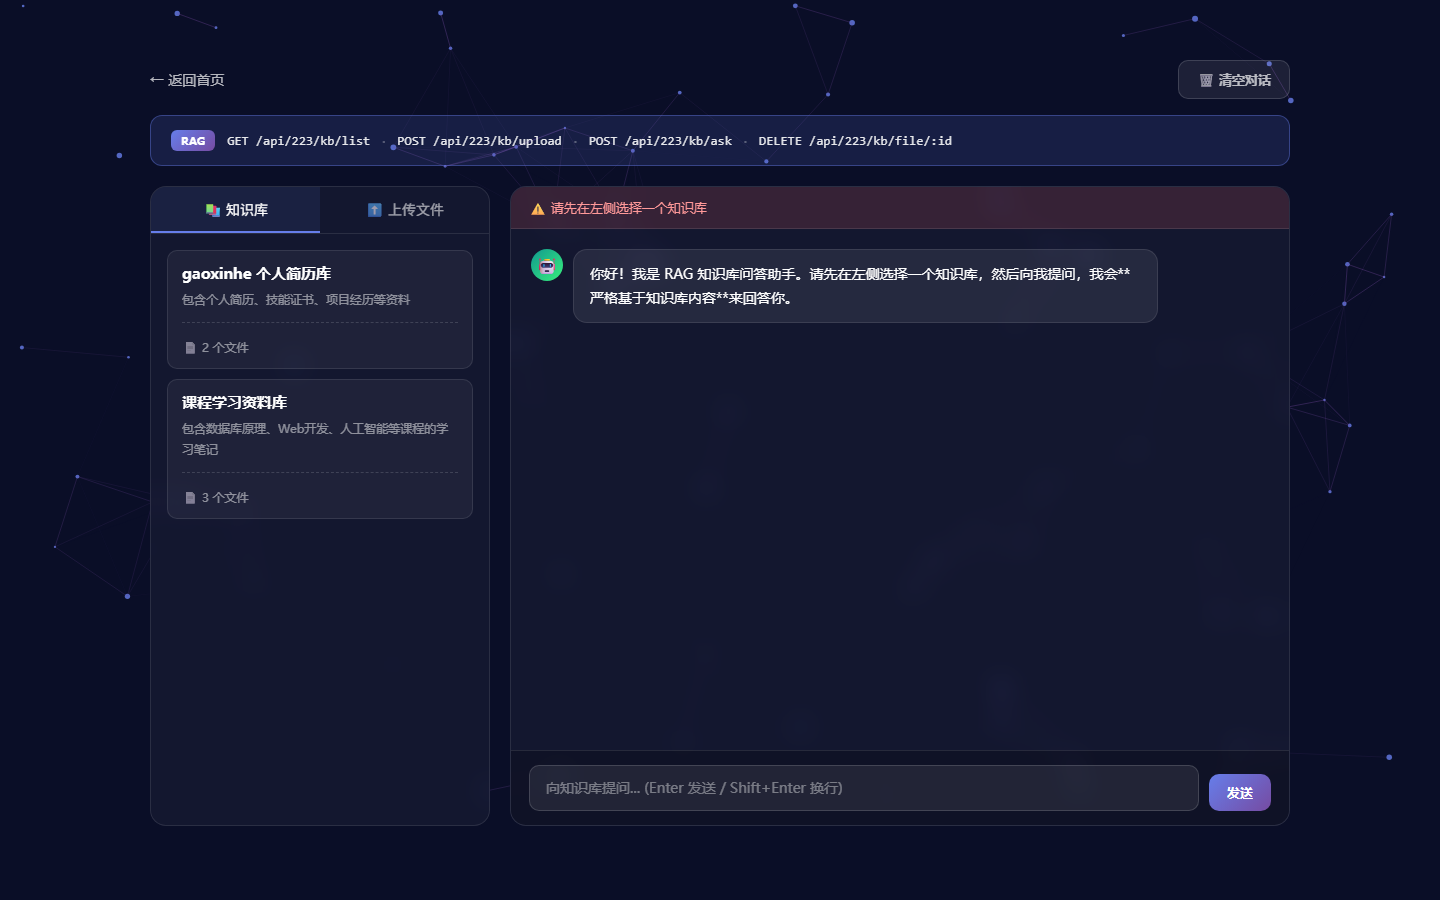 ← 返回首页
🗑 清空对话
RAG GET /api/223/kb/list · POST /api/223/kb/upload · POST /api/223/kb/ask · DELETE /api/223/kb/file/:id
📚 知识库
⬆ 上传文件
gaoxinhe 个人简历库
包含个人简历、技能证书、项目经历等资料
📄 2 个文件
课程学习资料库
包含数据库原理、Web开发、人工智能等课程的学
习笔记
📄 3 个文件
⚠ 请先在左侧选择一个知识库
你好！我是 RAG 知识库问答助手。请先在左侧选择一个知识库，然后向我提问，我会**
严格基于知识库内容**来回答你。
向知识库提问... (Enter 发送 / Shift+Enter 换行)
发送